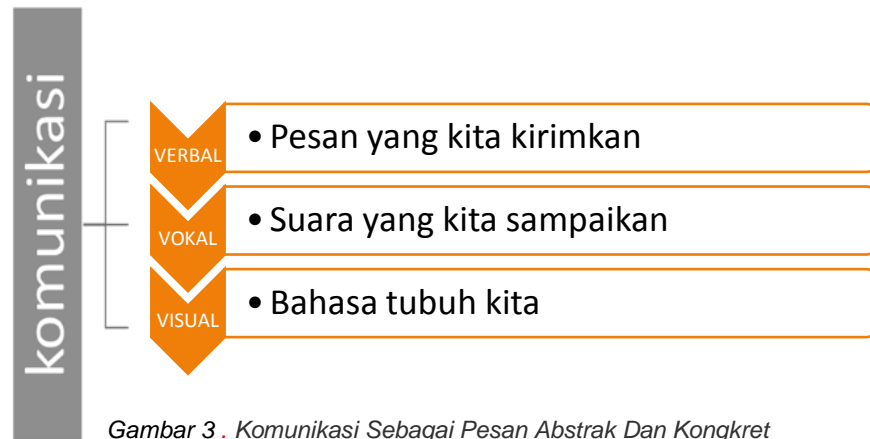 komunikasi
VERBAL
• Pesan yang kita kirimkan
VOKAL
• Suara yang kita sampaikan
VISUAL
• Bahasa tubuh kita
Gambar 3 . Komunikasi Sebagai Pesan Abstrak Dan Kongkret